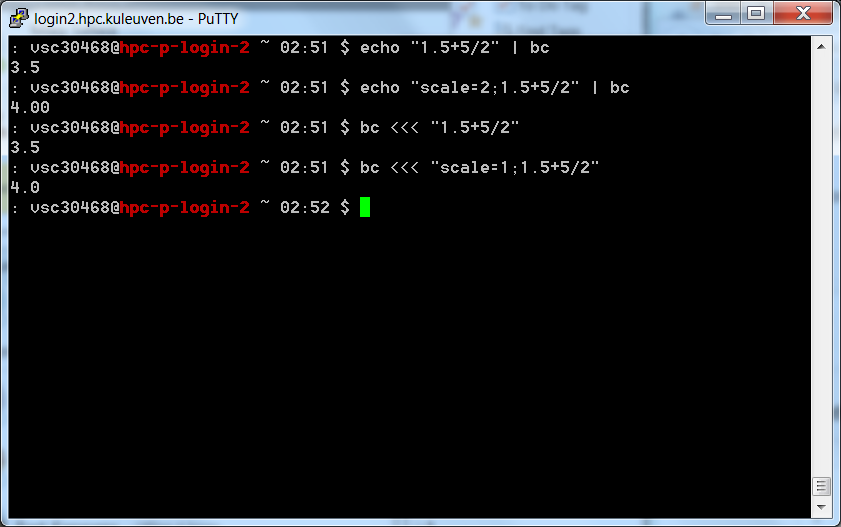 login2.hpc.kuleuven.be - PuTTY
: vsc30468@hpc-p-login-2 ~ 02:51 $ echo "1.5+5/2" | bc
3.5
: vsc30468@hpc-p-login-2 ~ 02:51 $ echo "scale=2;1.5+5/2" | bc
4.00
: vsc30468@hpc-p-login-2 ~ 02:51 $ bc <<< "1.5+5/2"
3.5
: vsc30468@hpc-p-login-2 ~ 02:51 $ bc <<< "scale=1;1.5+5/2"
4.0
: vsc30468@hpc-p-login-2 ~ 02:52 $